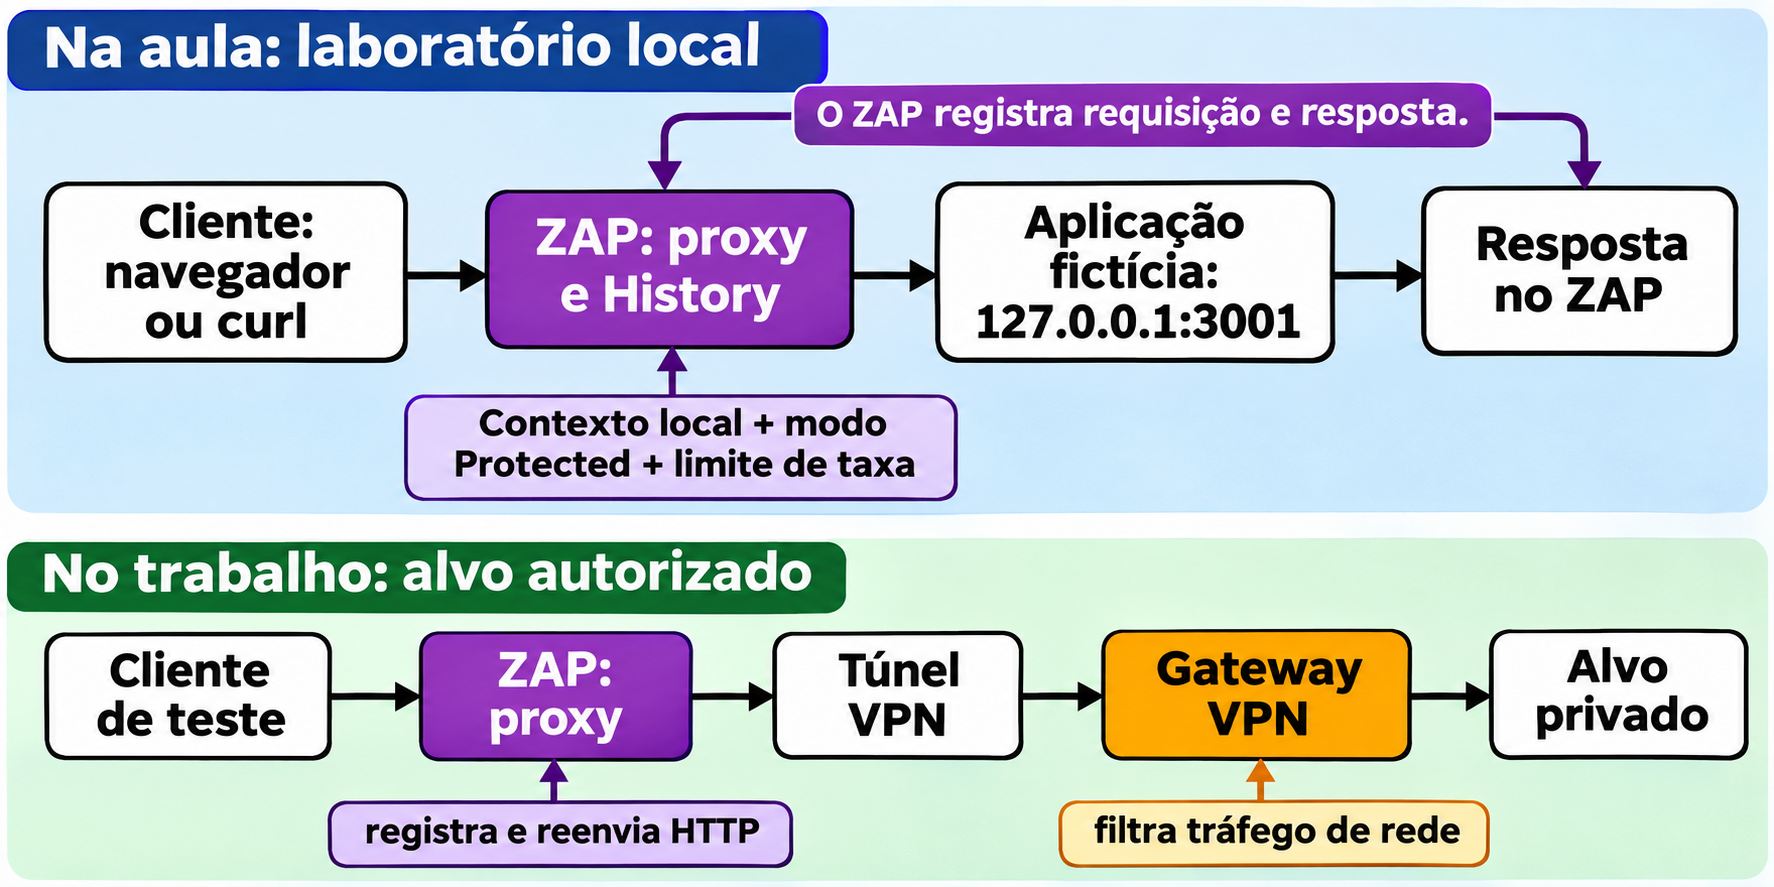 Na aula: laboratório local
O ZAP registra requisição e resposta.
Cliente:
navegador
ou curl
ZAP: proxy
e History
Aplicação
fictícia:
127.0.0.1:3001
Resposta
no ZAP
Contexto local + modo
Protected + limite de taxa
No trabalho: alvo autorizado
Cliente
de teste
ZAP:
proxy
Túnel
VPN
Gateway
VPN
Alvo
privado
registra e reenvia HTTP
filtra tráfego de rede